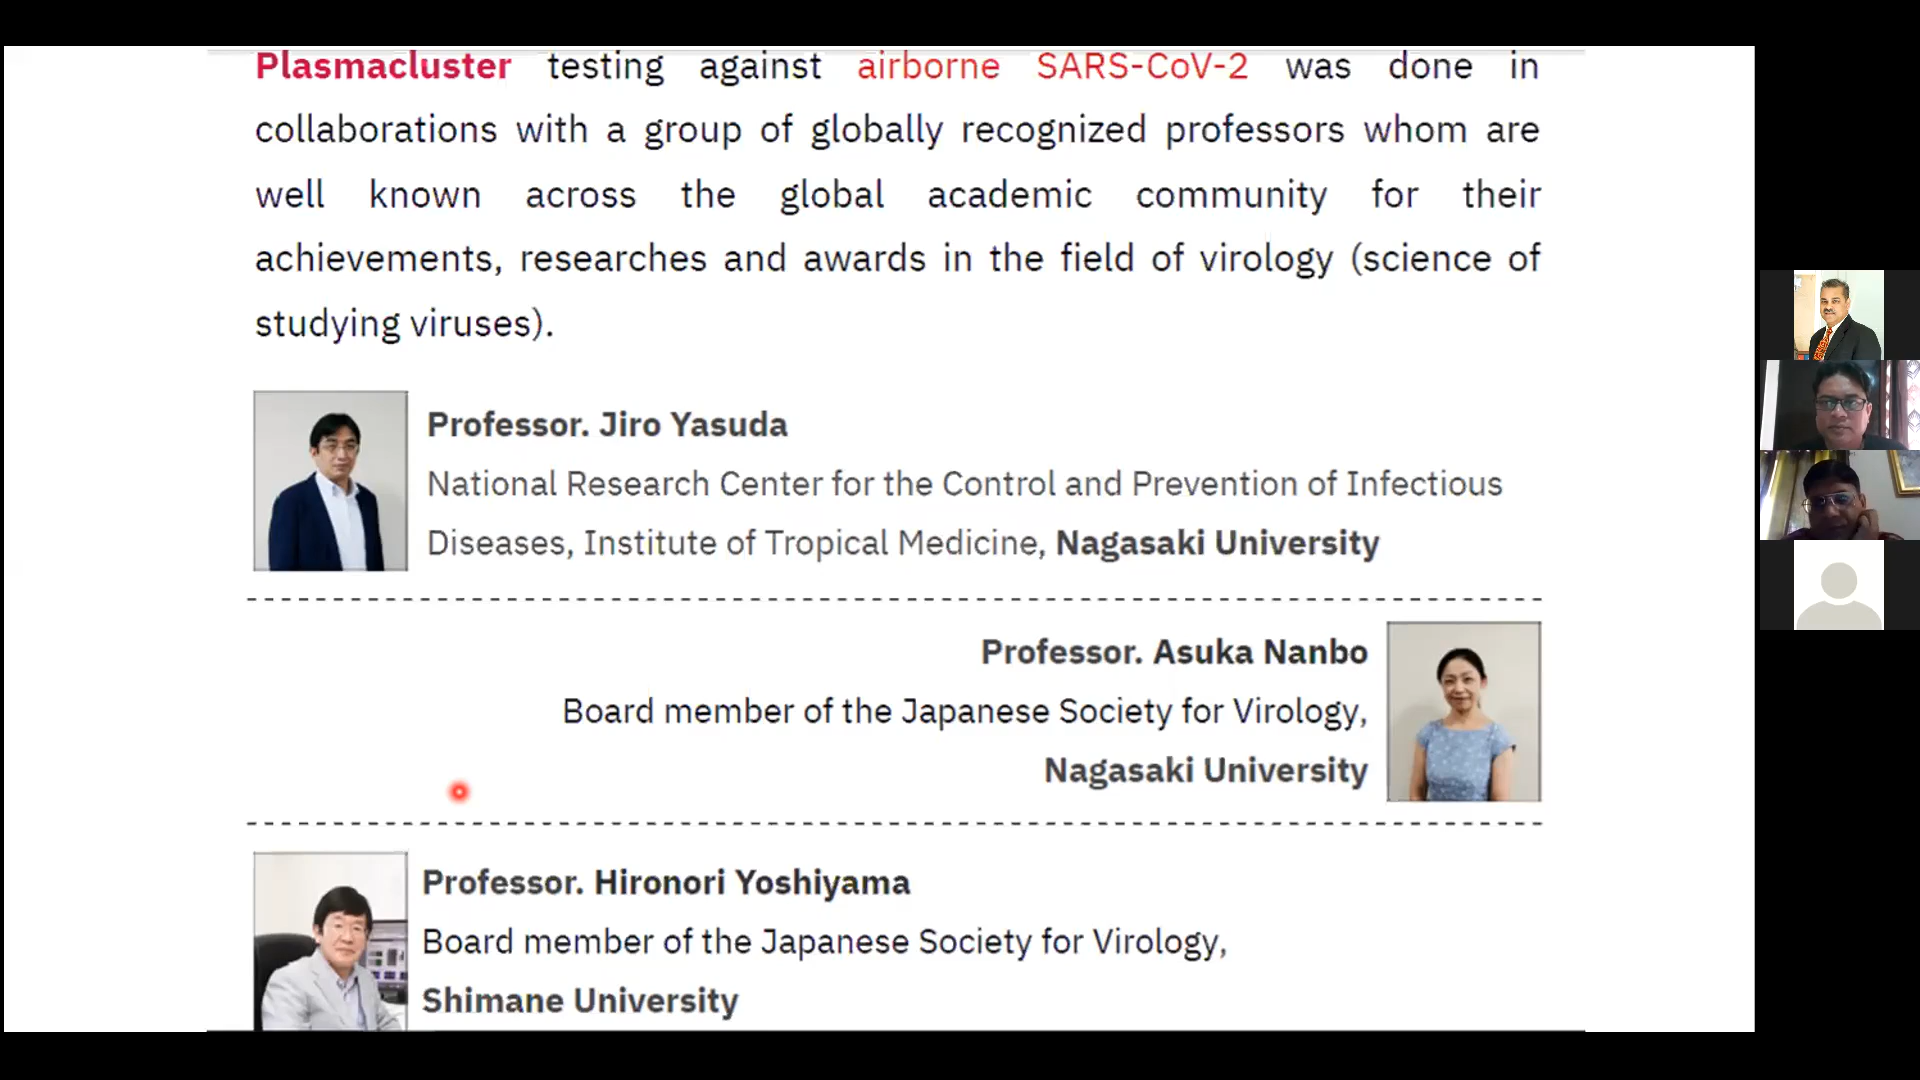 Plasmacluster testing against airborne SARS-CoV-2 was done in
collaborations with a group of globally recognized professors whom are
well known across the global academic community for their
achievements, researches and awards in the field of virology (science of
studying viruses).
Professor. Jiro Yasuda
National Research Center for the Control and Prevention of Infectious
Diseases, Institute of Tropical Medicine, Nagasaki University
Professor. Asuka Nanbo
Board member of the Japanese Society for Virology,
Nagasaki University
Professor. Hironori Yoshiyama
Board member of the Japanese Society for Virology,
Shimane University